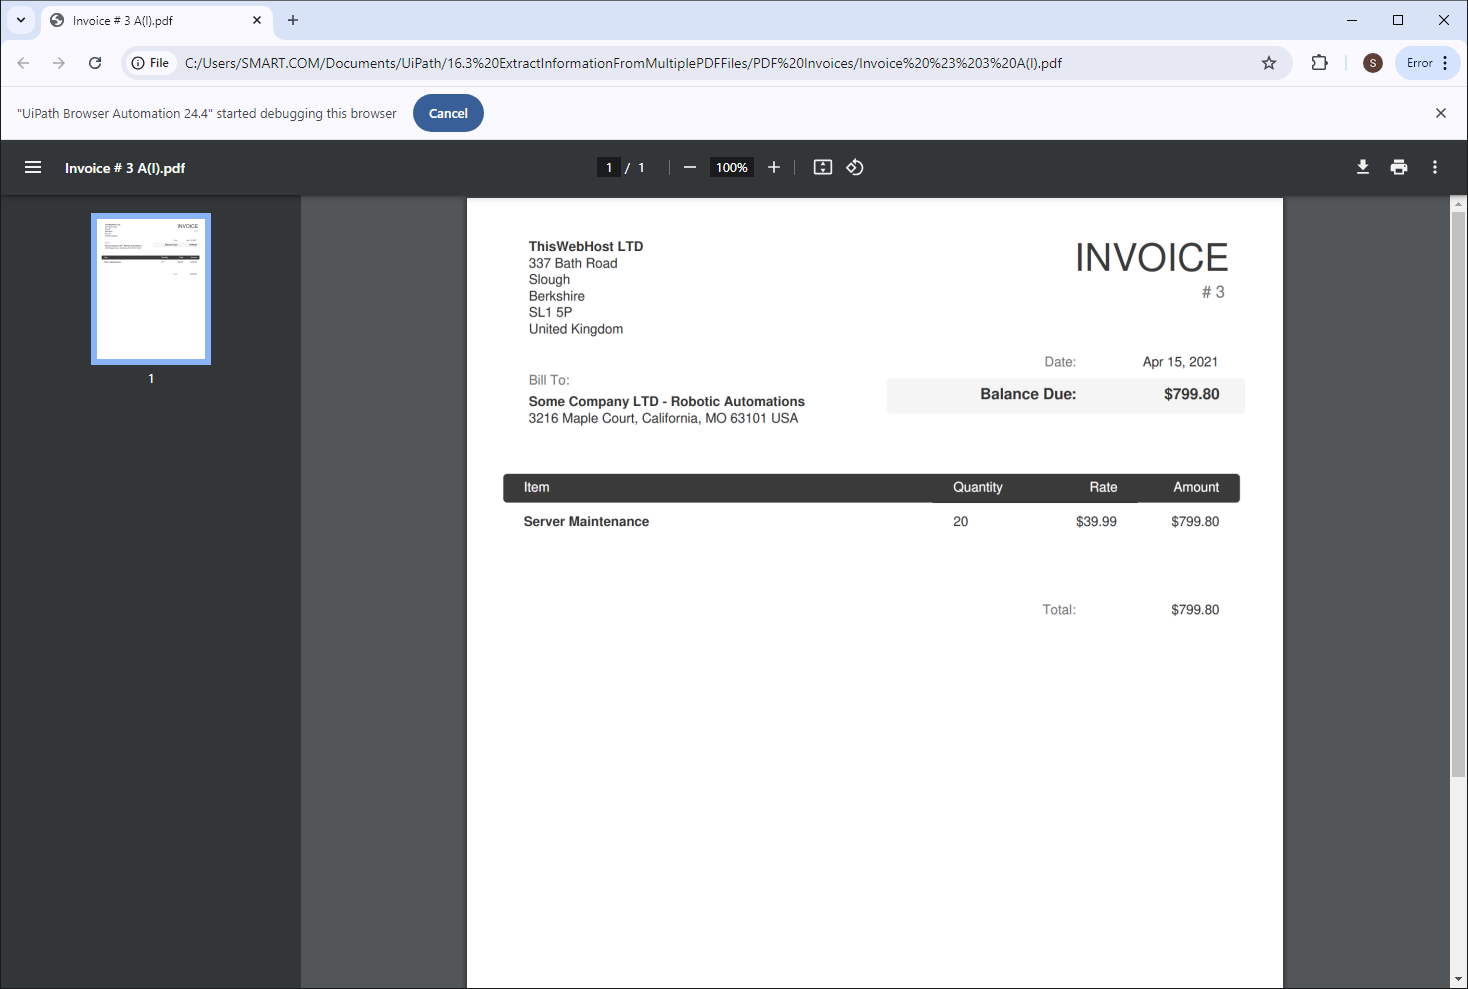 Invoice # 3 A(I).pdf
File
C:/Users/SMART.COM/Documents/UiPath/16.3%20ExtractInformationFromMultiplePDFFiles/PDF%20Invoices/Invoice%20%23%203%20A(I).pdf
S
Error
"UiPath Browser Automation 24.4" started debugging this browser
Cancel
Invoice # 3 A(I).pdf
1 / 1
100%
1
ThisWebHost LTD
337 Bath Road
Slough
Berkshire
SL1 5P
United Kingdom
INVOICE
# 3
Date: Apr 15, 2021
Balance Due: $799.80
Bill To:
Some Company LTD - Robotic Automations
3216 Maple Court, California, MO 63101 USA
Item Quantity Rate Amount
Server Maintenance 20 $39.99 $799.80
Total: $799.80